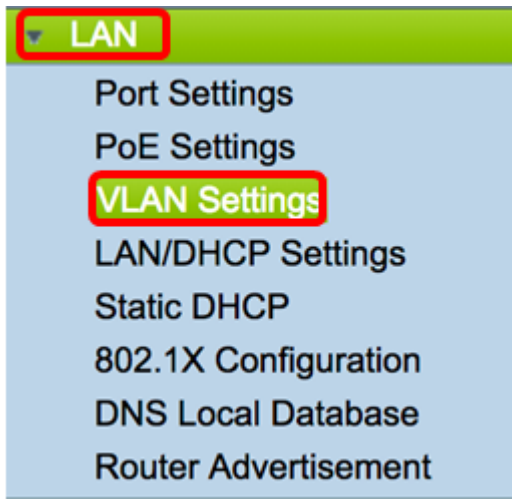 LAN
Port Settings
PoE Settings
VLAN Settings
LAN/DHCP Settings
Static DHCP
802.1X Configuration
DNS Local Database
Router Advertisement